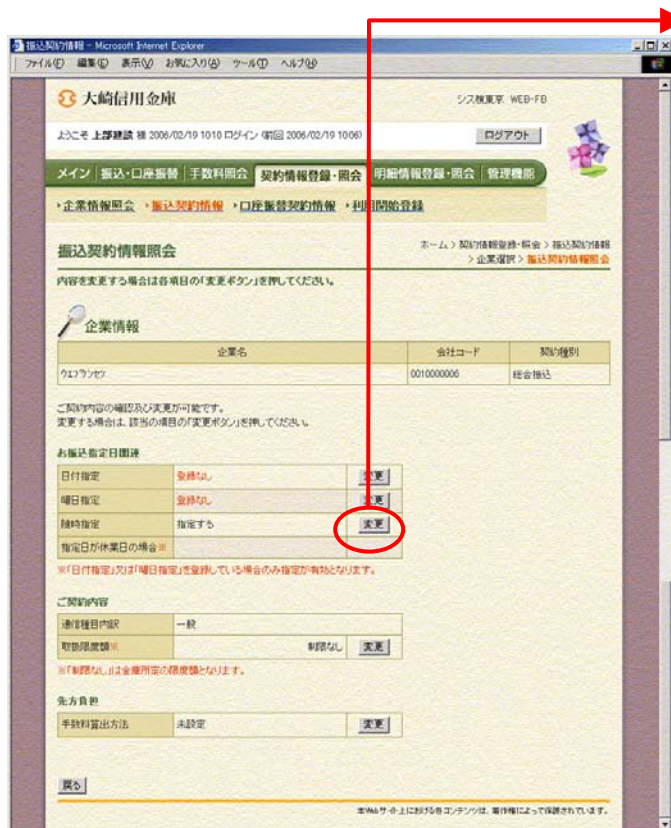 振込契約情報 - Microsoft Internet Explorer
ファイル(F) 編集(E) 表示(V) お気に入り(A) ツール(T) ヘルプ(H)
大崎信用金庫
シス検東京 WEB-FB
ようこそ 上部建設 様 2006/02/19 1010 ログイン (前回 2006/02/19 1006)
ログアウト
メイン 振込・口座振替 手数料照会 契約情報登録・照会 明細情報登録・照会 管理機能
企業情報照会 振込契約情報 口座振替契約情報 利用開始登録
振込契約情報照会
ホーム > 契約情報登録・照会 > 振込契約情報
> 企業選択 > 振込契約情報照会
内容を変更する場合は各項目の「変更ボタン」を押してください。
企業情報
企業名 会社コード 契約種別
0010000006 総合振込
ご契約内容の確認及び変更が可能です。
変更する場合は、該当の項目の「変更ボタン」を押してください。
お振込指定日関連
日付指定 登録なし 変更
曜日指定 登録なし 変更
随時指定 指定する 変更
指定日が休業日の場合※
※「日付指定」又は「曜日指定」を登録している場合のみ指定が有効となります。
ご契約内容
通信種目内訳 一般
取扱限度額※ 制限なし 変更
※「制限なし」は金庫所定の限度額となります。
先方負担
手数料算出方法 未設定 変更
戻る
本Webサイト上における各コンテンツは、著作権によって保護されています。